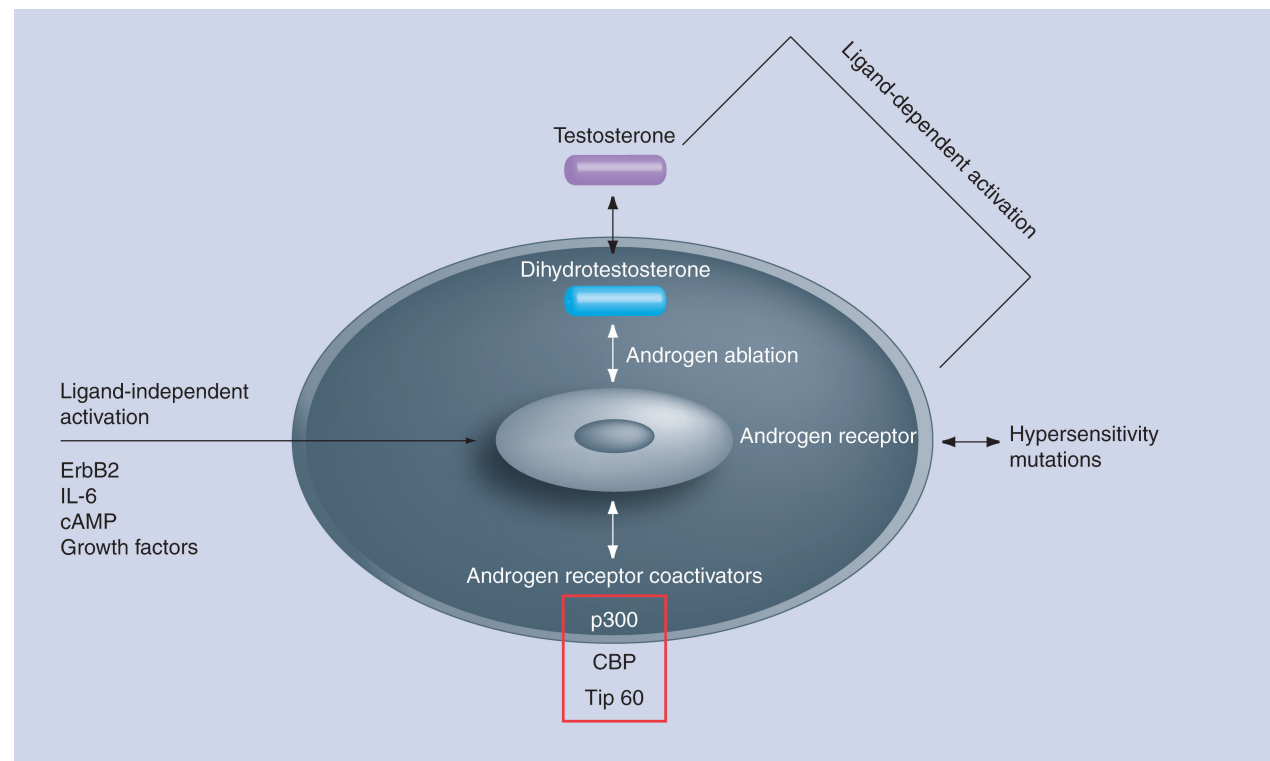 Ligand-dependent activation
Testosterone
Dihydrotestosterone
Androgen ablation
Ligand-independent
activation
Androgen receptor
Hypersensitivity
mutations
ErbB2
IL-6
cAMP
Growth factors
Androgen receptor coactivators
p300
CBP
Tip 60